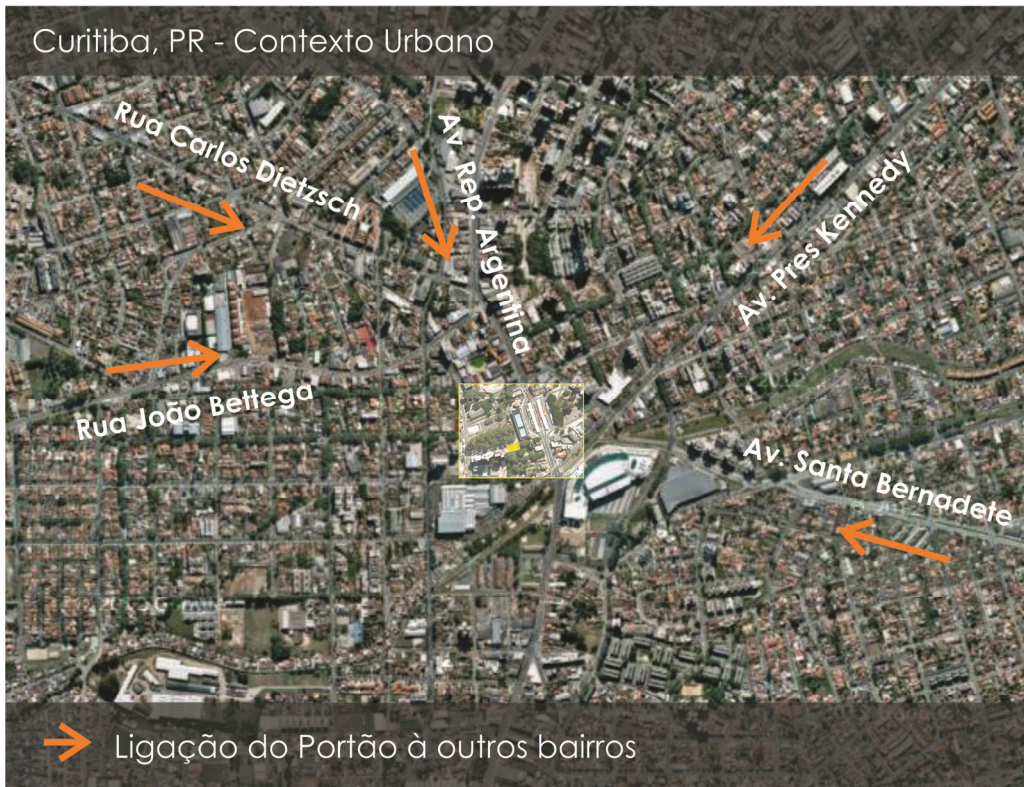 Curitiba, PR - Contexto Urbano
Rua Carlos Dietzsch
Av. Rep. Argentina
Av. Pres Kennedy
Rua João Bettega
Av. Santa Bernadete
Ligação do Portão à outros bairros